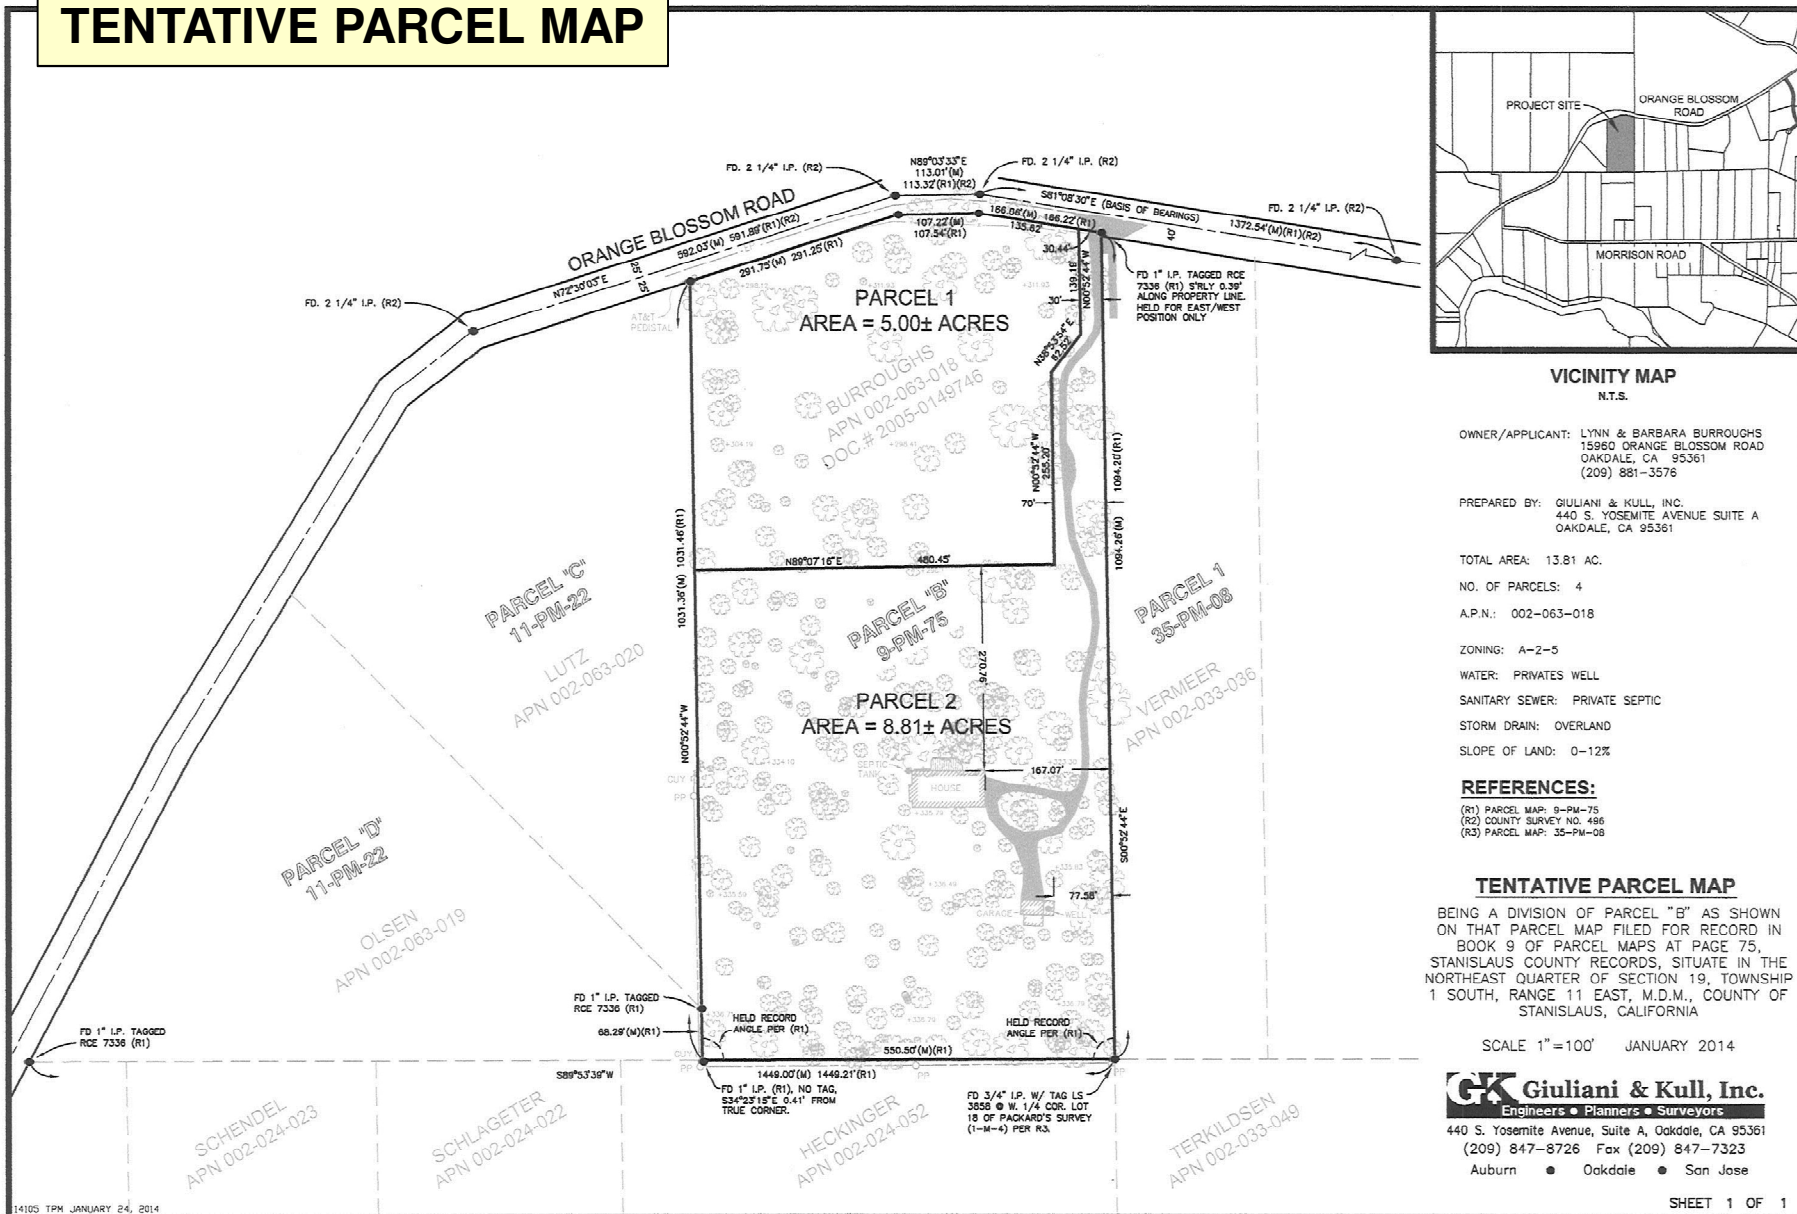 TENTATIVE PARCEL MAP
FD. 2 1/4" I.P. (R2)
N89°03'33"E
113.01'(M)
113.32'(R1)(R2)
FD. 2 1/4" I.P. (R2)
S81°08'30"E (BASIS OF BEARINGS)
1372.54'(M)(R1)(R2)
FD. 2 1/4" I.P. (R2)
ORANGE BLOSSOM ROAD
592.03'(M) 591.89'(R1)(R2)
N72°30'03"E
25' 25'
291.75'(M) 291.25'(R1)
107.22'(M)
107.54'(R1)
166.06'(M) 166.22'(R1)
135.62'
30.44'
40'
FD. 2 1/4" I.P. (R2)
FD 1" I.P. TAGGED RCE
7336 (R1) S'RLY 0.39'
ALONG PROPERTY LINE.
HELD FOR EAST/WEST
POSITION ONLY
139.19'
N00°52'44"W
30'
N38°53'54"E
82.52'
AT&T
PEDISTAL
PARCEL 1
AREA = 5.00± ACRES
BURROUGHS
APN 002-063-018
DOC # 2005-0149746
N00°52'44"W
255.20'
70'
1094.20'(R1)
1094.26'(M)
1031.36'(M) 1031.46'(R1)
N89°07'16"E
480.45'
PARCEL "C"
11-PM-22
LUTZ
APN 002-063-020
PARCEL "B"
9-PM-75
PARCEL 1
35-PM-08
VERMEER
APN 002-033-036
270.76'
PARCEL 2
AREA = 8.81± ACRES
N00°52'44"W
SEPTIC
TANK
HOUSE
167.07'
GUY
PP
S00°52'44"E
PARCEL "D"
11-PM-22
OLSEN
APN 002-063-019
77.58'
GARAGE
WELL
FD 1" I.P. TAGGED
RCE 7336 (R1)
68.29'(M)(R1)
HELD RECORD
ANGLE PER (R1)
HELD RECORD
ANGLE PER (R1)
FD 1" I.P. TAGGED
RCE 7336 (R1)
550.50'(M)(R1)
GUY
PP
PP
PP
S89°53'39"W
1449.00'(M) 1449.21'(R1)
FD 1" I.P. (R1), NO TAG,
S34°23'15"E 0.41' FROM
TRUE CORNER.
FD 3/4" I.P. W/ TAG LS
3858 @ W. 1/4 COR. LOT
18 OF PACKARD'S SURVEY
(1-M-4) PER R3.
SCHENDEL
APN 002-024-023
SCHLAGETER
APN 002-024-022
HECKINGER
APN 002-024-052
TERKILDSEN
APN 002-033-049
14105 TPM JANUARY 24, 2014
PROJECT SITE
ORANGE BLOSSOM
ROAD
MORRISON ROAD
VICINITY MAP
N.T.S.
OWNER/APPLICANT: LYNN & BARBARA BURROUGHS
15960 ORANGE BLOSSOM ROAD
OAKDALE, CA 95361
(209) 881-3576
PREPARED BY: GIULIANI & KULL, INC.
440 S. YOSEMITE AVENUE SUITE A
OAKDALE, CA 95361
TOTAL AREA: 13.81 AC.
NO. OF PARCELS: 4
A.P.N.: 002-063-018
ZONING: A-2-5
WATER: PRIVATES WELL
SANITARY SEWER: PRIVATE SEPTIC
STORM DRAIN: OVERLAND
SLOPE OF LAND: 0-12%
REFERENCES:
(R1) PARCEL MAP: 9-PM-75
(R2) COUNTY SURVEY NO. 496
(R3) PARCEL MAP: 35-PM-08
TENTATIVE PARCEL MAP
BEING A DIVISION OF PARCEL "B" AS SHOWN
ON THAT PARCEL MAP FILED FOR RECORD IN
BOOK 9 OF PARCEL MAPS AT PAGE 75,
STANISLAUS COUNTY RECORDS, SITUATE IN THE
NORTHEAST QUARTER OF SECTION 19, TOWNSHIP
1 SOUTH, RANGE 11 EAST, M.D.M., COUNTY OF
STANISLAUS, CALIFORNIA
SCALE 1"=100' JANUARY 2014
GK Giuliani & Kull, Inc.
Engineers • Planners • Surveyors
440 S. Yosemite Avenue, Suite A, Oakdale, CA 95361
(209) 847-8726 Fax (209) 847-7323
Auburn • Oakdale • San Jose
SHEET 1 OF 1